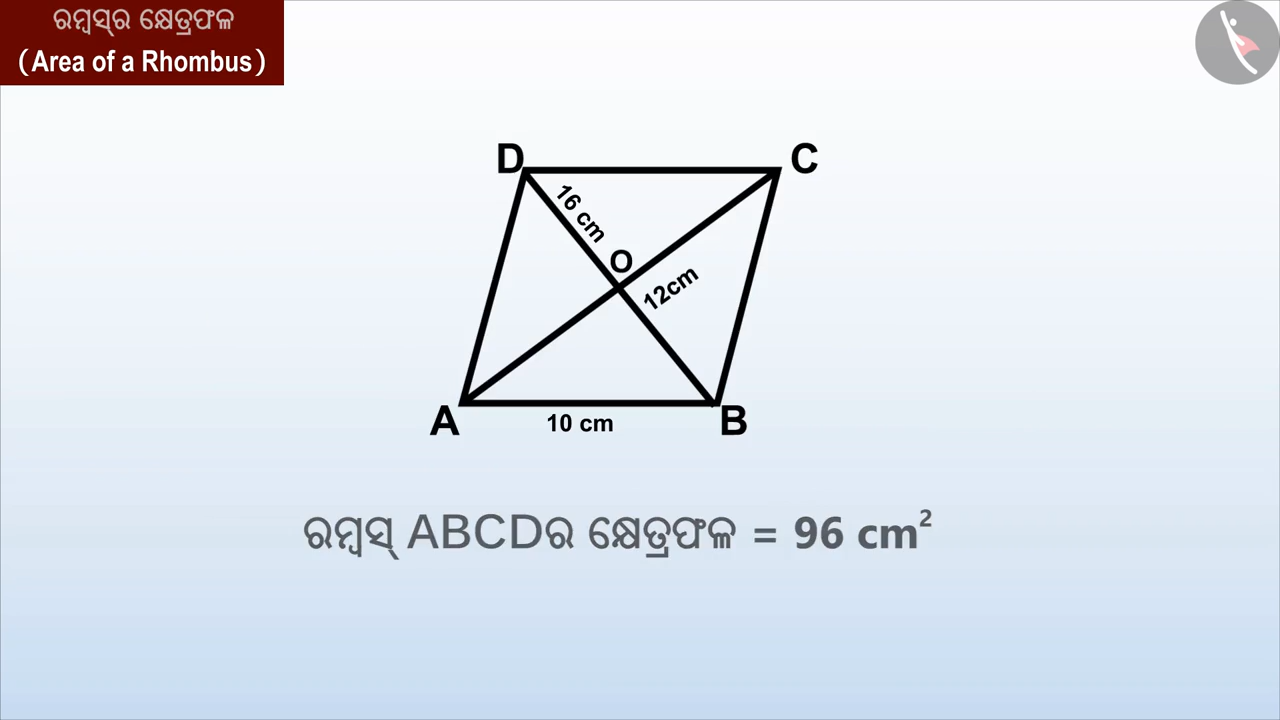 ରମ୍ବସ୍‌ର କ୍ଷେତ୍ରଫଳ
(Area of a Rhombus)
D
C
16 cm
O
12cm
A
B
10 cm
ରମ୍ବସ୍ ABCDର କ୍ଷେତ୍ରଫଳ = 96 cm²